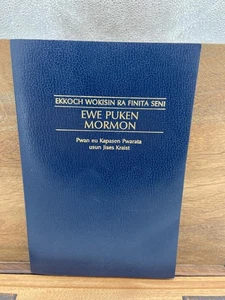 EKKOCH WOKISIN RA FINITA SENI
EWE PUKEN
MORMON
Pwan eu Kapasen Pwarata
usun Jises Kraist